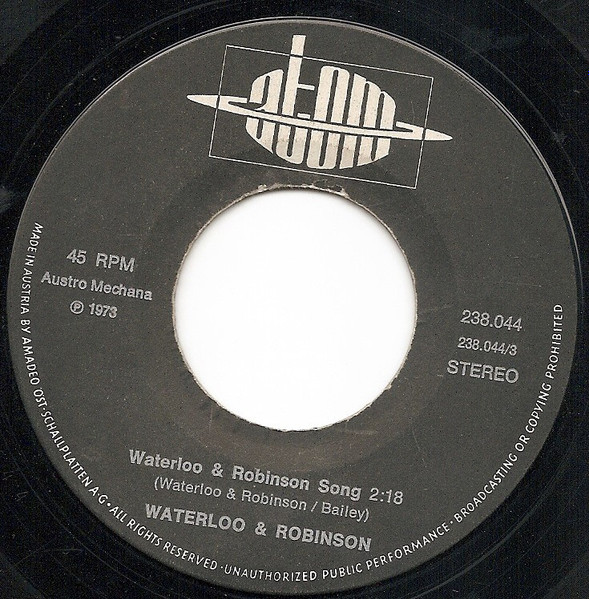 atom
45 RPM
Austro Mechana
Ⓟ 1973
238.044
238.044/3
STEREO
Waterloo & Robinson Song 2:18
(Waterloo & Robinson / Bailey)
WATERLOO & ROBINSON
MADE IN AUSTRIA BY AMADEO ÖST. SCHALLPLATTEN A.G. · ALL RIGHTS RESERVED · UNAUTHORIZED PUBLIC PERFORMANCE · BROADCASTING OR COPYING PROHIBITED